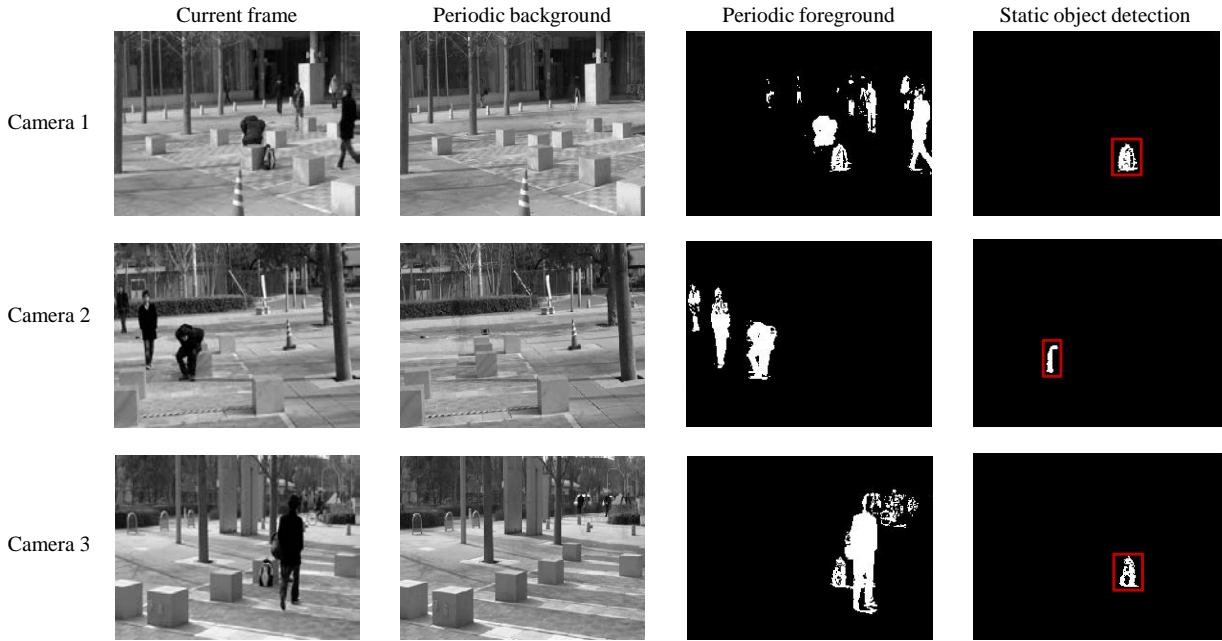 Current frame
Periodic background
Periodic foreground
Static object detection
Camera 1
Camera 2
Camera 3